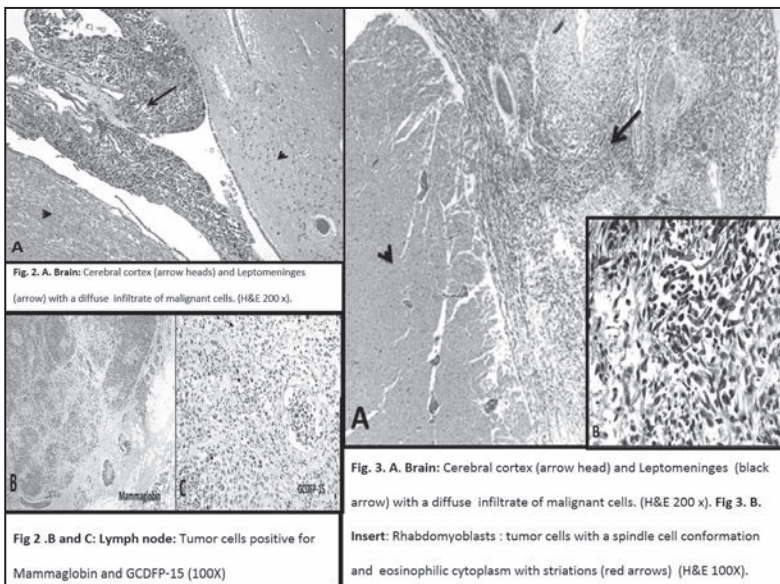 A
Fig. 2. A. Brain: Cerebral cortex (arrow heads) and Leptomeninges
(arrow) with a diffuse infiltrate of malignant cells. (H&E 200 x).
B
Mammaglobin
C
GCDFP-15
Fig 2 .B and C: Lymph node: Tumor cells positive for
Mammaglobin and GCDFP-15 (100X)
A
B
Fig. 3. A. Brain: Cerebral cortex (arrow head) and Leptomeninges (black
arrow) with a diffuse infiltrate of malignant cells. (H&E 200 x). Fig 3. B.
Insert: Rhabdomyoblasts : tumor cells with a spindle cell conformation
and eosinophilic cytoplasm with striations (red arrows) (H&E 100X).